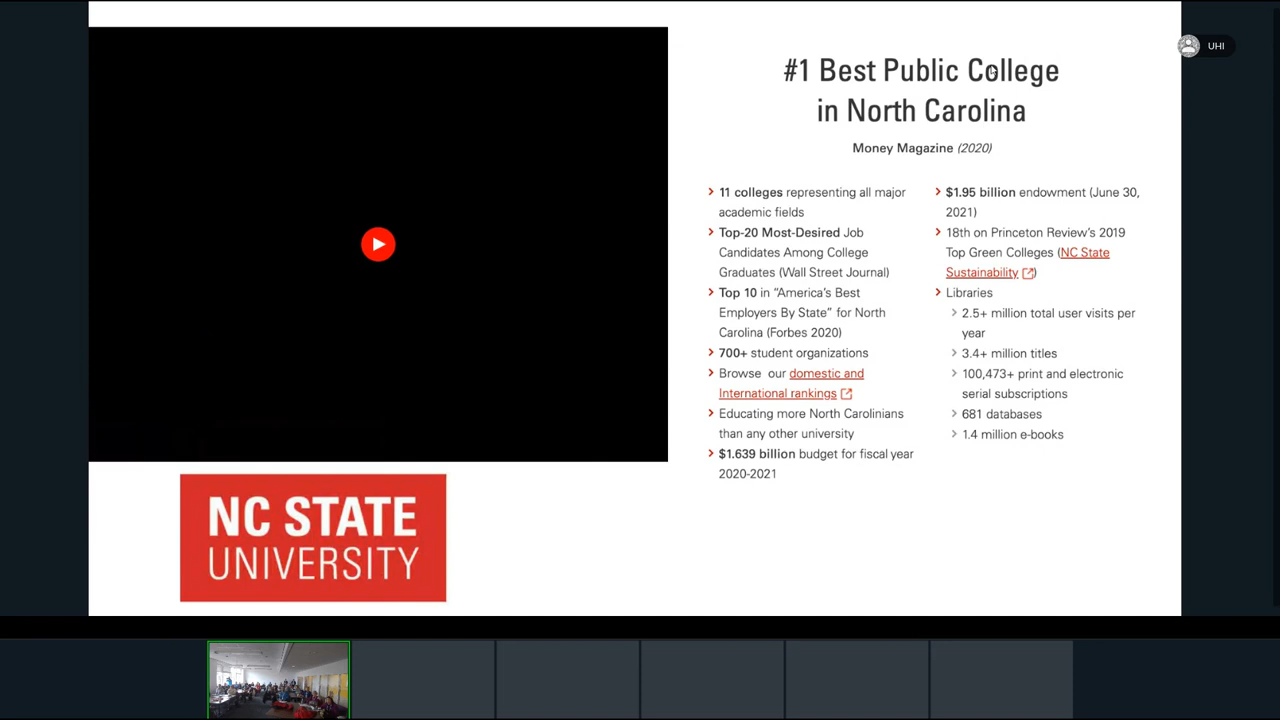 #1 Best Public College
in North Carolina
Money Magazine (2020)
11 colleges representing all major
academic fields
Top-20 Most-Desired Job
Candidates Among College
Graduates (Wall Street Journal)
Top 10 in “America’s Best
Employers By State” for North
Carolina (Forbes 2020)
700+ student organizations
Browse our domestic and
International rankings
Educating more North Carolinians
than any other university
$1.639 billion budget for fiscal year
2020-2021
$1.95 billion endowment (June 30,
2021)
18th on Princeton Review’s 2019
Top Green Colleges (NC State
Sustainability)
Libraries
2.5+ million total user visits per
year
3.4+ million titles
100,473+ print and electronic
serial subscriptions
681 databases
1.4 million e-books
NC STATE
UNIVERSITY
UHI